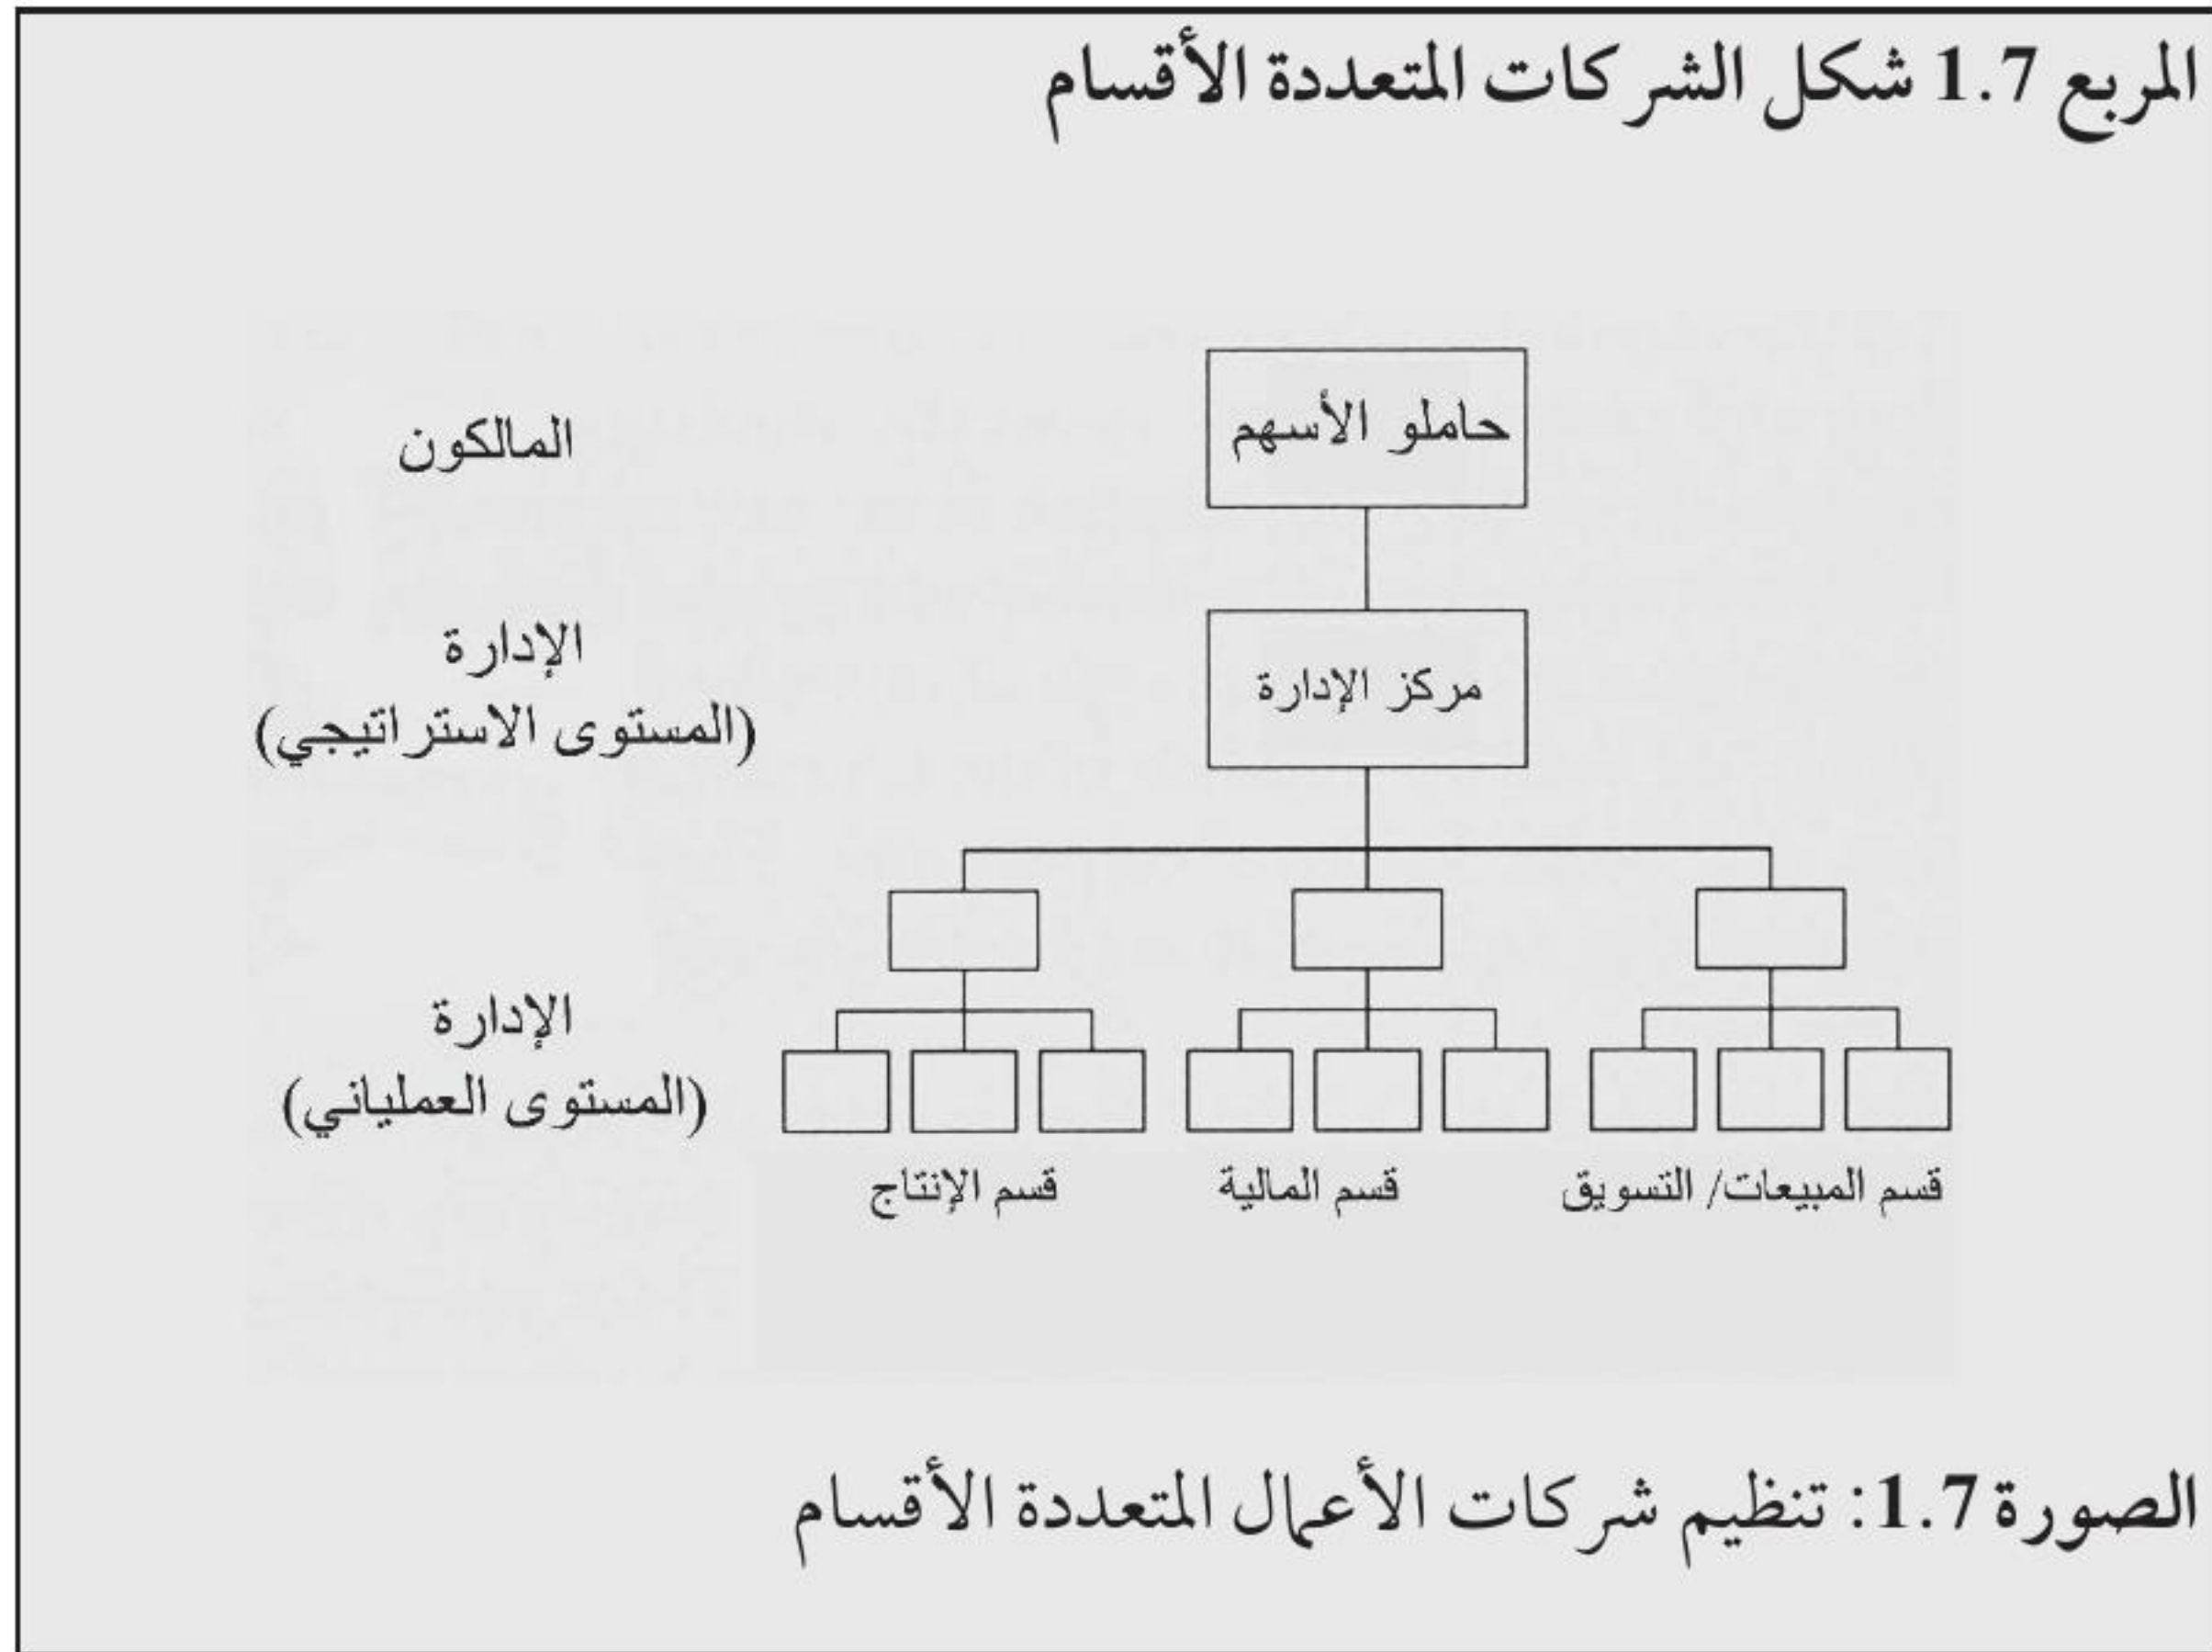 المربع 1.7 شكل الشركات المتعددة الأقسام
حاملو الأسهم
المالكون
مركز الإدارة
الإدارة
(المستوى الاستراتيجي)
الإدارة
(المستوى العملياني)
قسم المبيعات/ التسويق
قسم المالية
قسم الإنتاج
الصورة 1.7: تنظيم شركات الأعمال المتعددة الأقسام